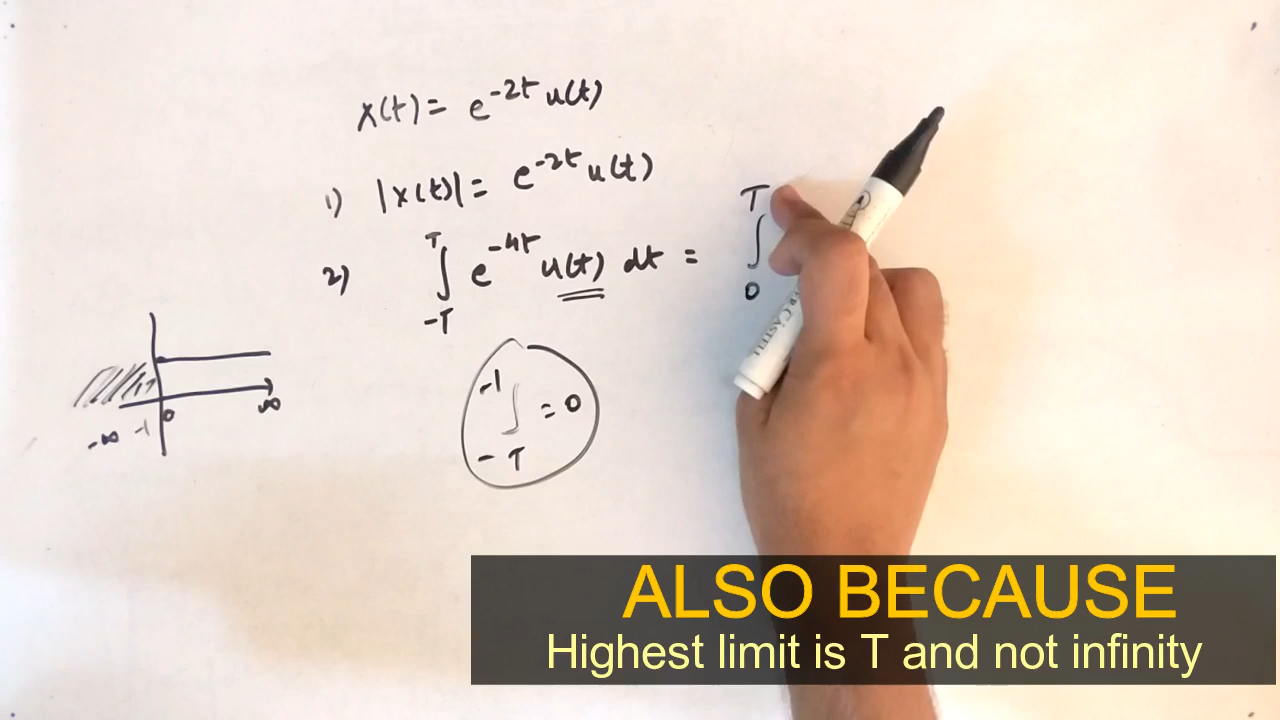 x(t) = e^-2t u(t)
1) |x(t)| = e^-2t u(t)
2) ∫_-T^T e^-4t u(t) dt = ∫_0^T
∫_-T^-1 = 0
-∞ -1 0 ∞
ALSO BECAUSE
Highest limit is T and not infinity